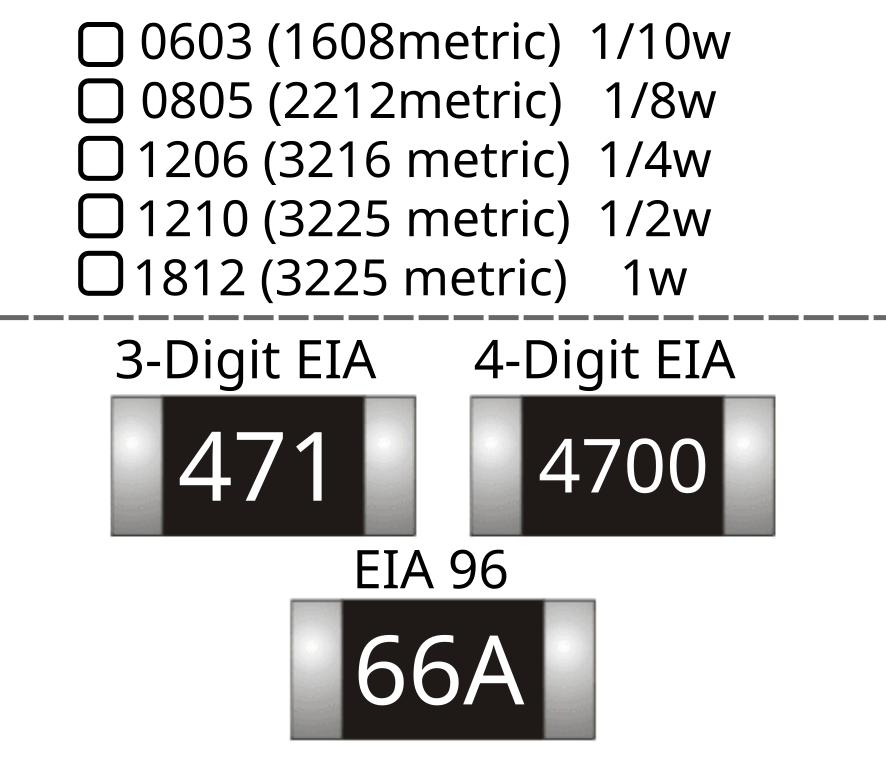 0603 (1608metric) 1/10w
0805 (2212metric) 1/8w
1206 (3216 metric) 1/4w
1210 (3225 metric) 1/2w
1812 (3225 metric) 1w
3-Digit EIA 4-Digit EIA
471 4700
EIA 96
66A